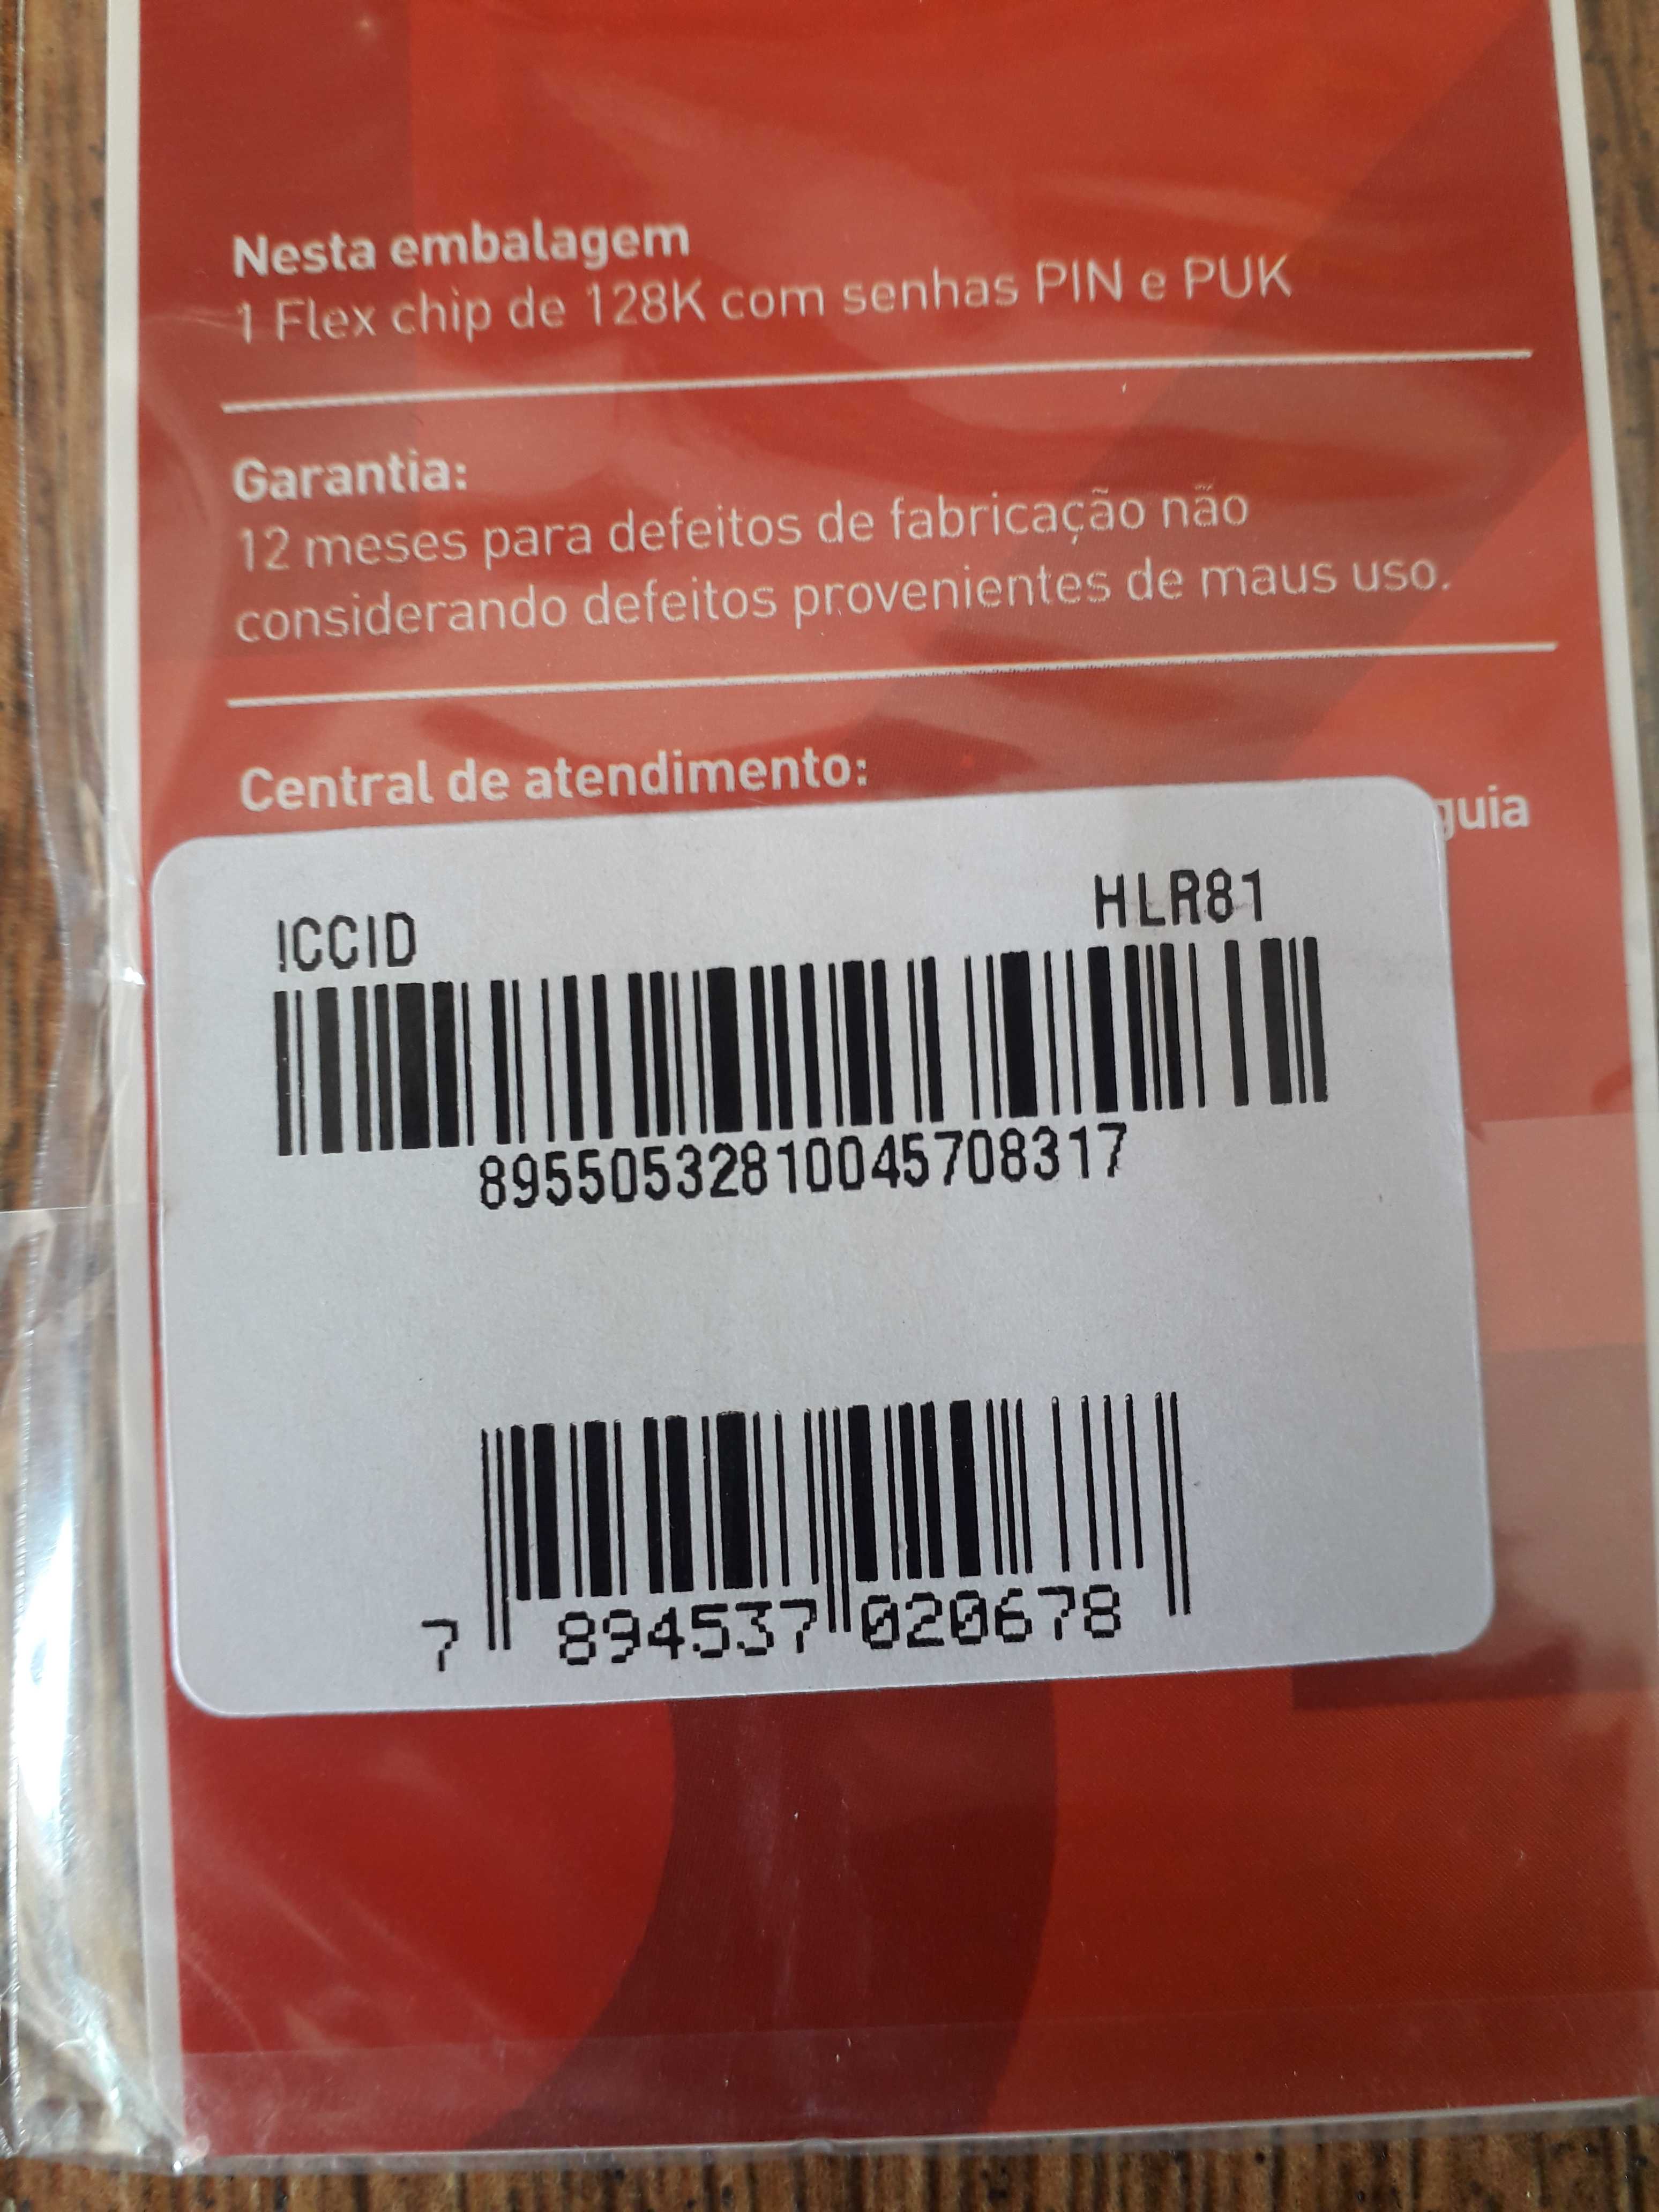 Nesta embalagem
1 Flex chip de 128K com senhas PIN e PUK
Garantia:
12 meses para defeitos de fabricação não
considerando defeitos provenientes de maus uso.
Central de atendimento:
guia
ICCID HLR81
89550532810045708317
7 894537 020678